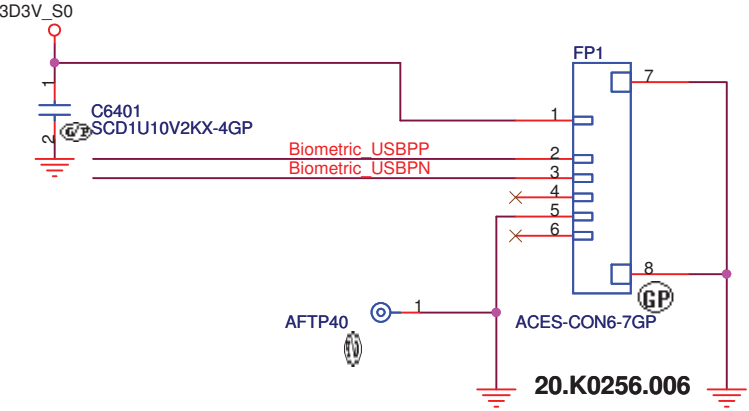 3D3V_S0
FP1
7
1
1
C6401
SCD1U10V2KX-4GP
G/P
2
Biometric_USBPP
2
Biometric_USBPN
3
4
5
6
8
GP
1
AFTP40
ACES-CON6-7GP
20.K0256.006